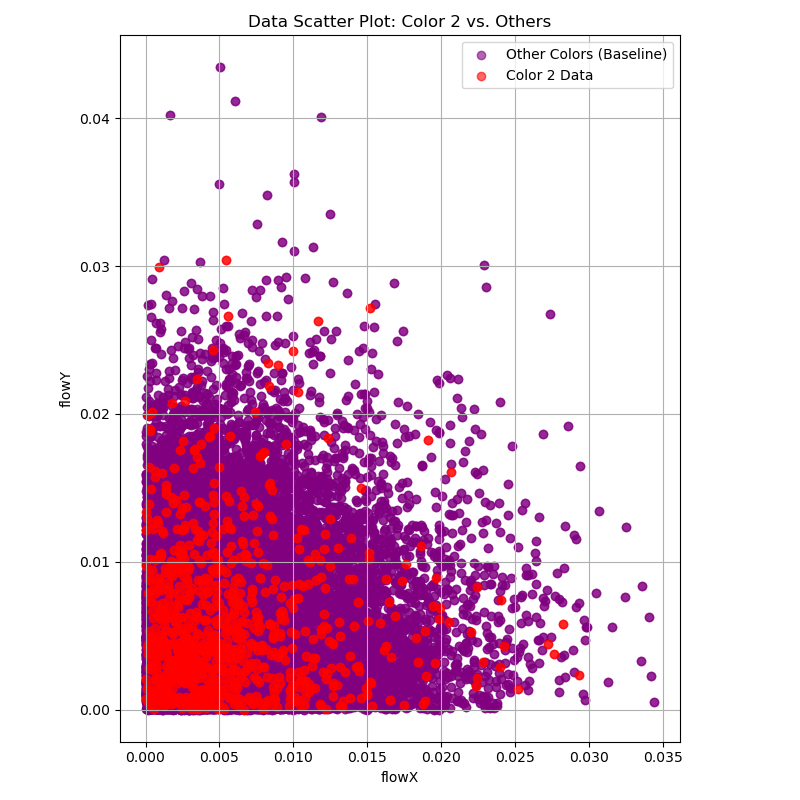 Data Scatter Plot: Color 2 vs. Others
Other Colors (Baseline)
Color 2 Data
0.04
0.03
0.02
0.01
0.00
flowY
0.000 0.005 0.010 0.015 0.020 0.025 0.030 0.035
flowX